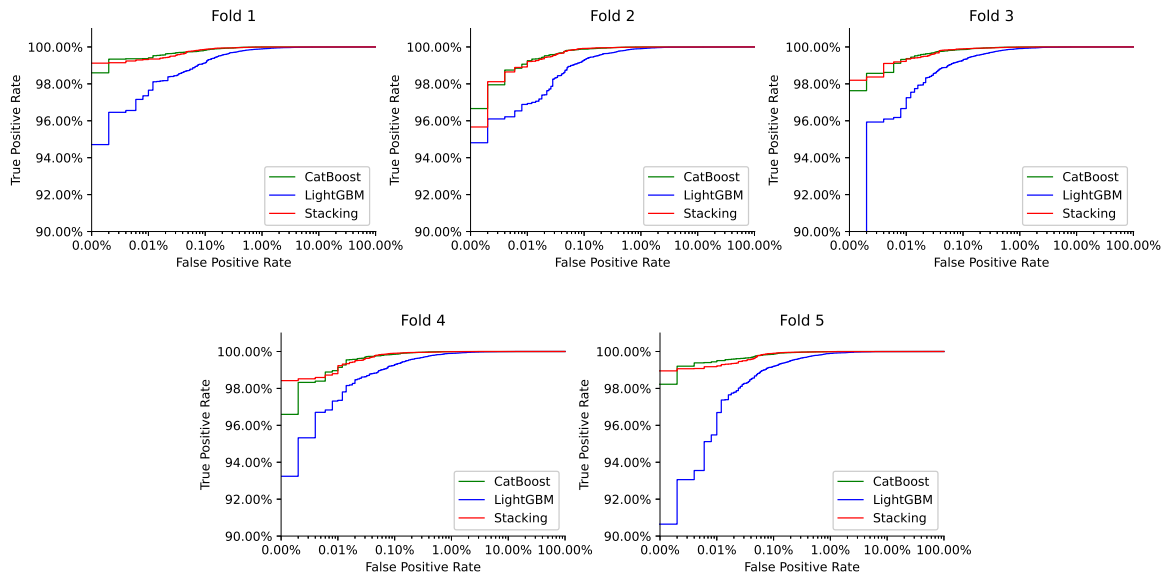 Fold 1
100.00%
98.00%
96.00%
94.00%
92.00%
90.00%
True Positive Rate
CatBoost
LightGBM
Stacking
0.00% 0.01% 0.10% 1.00% 10.00% 100.00%
False Positive Rate
Fold 2
100.00%
98.00%
96.00%
94.00%
92.00%
90.00%
True Positive Rate
CatBoost
LightGBM
Stacking
0.00% 0.01% 0.10% 1.00% 10.00% 100.00%
False Positive Rate
Fold 3
100.00%
98.00%
96.00%
94.00%
92.00%
90.00%
True Positive Rate
CatBoost
LightGBM
Stacking
0.00% 0.01% 0.10% 1.00% 10.00% 100.00%
False Positive Rate
Fold 4
100.00%
98.00%
96.00%
94.00%
92.00%
90.00%
True Positive Rate
CatBoost
LightGBM
Stacking
0.00% 0.01% 0.10% 1.00% 10.00% 100.00%
False Positive Rate
Fold 5
100.00%
98.00%
96.00%
94.00%
92.00%
90.00%
True Positive Rate
CatBoost
LightGBM
Stacking
0.00% 0.01% 0.10% 1.00% 10.00% 100.00%
False Positive Rate